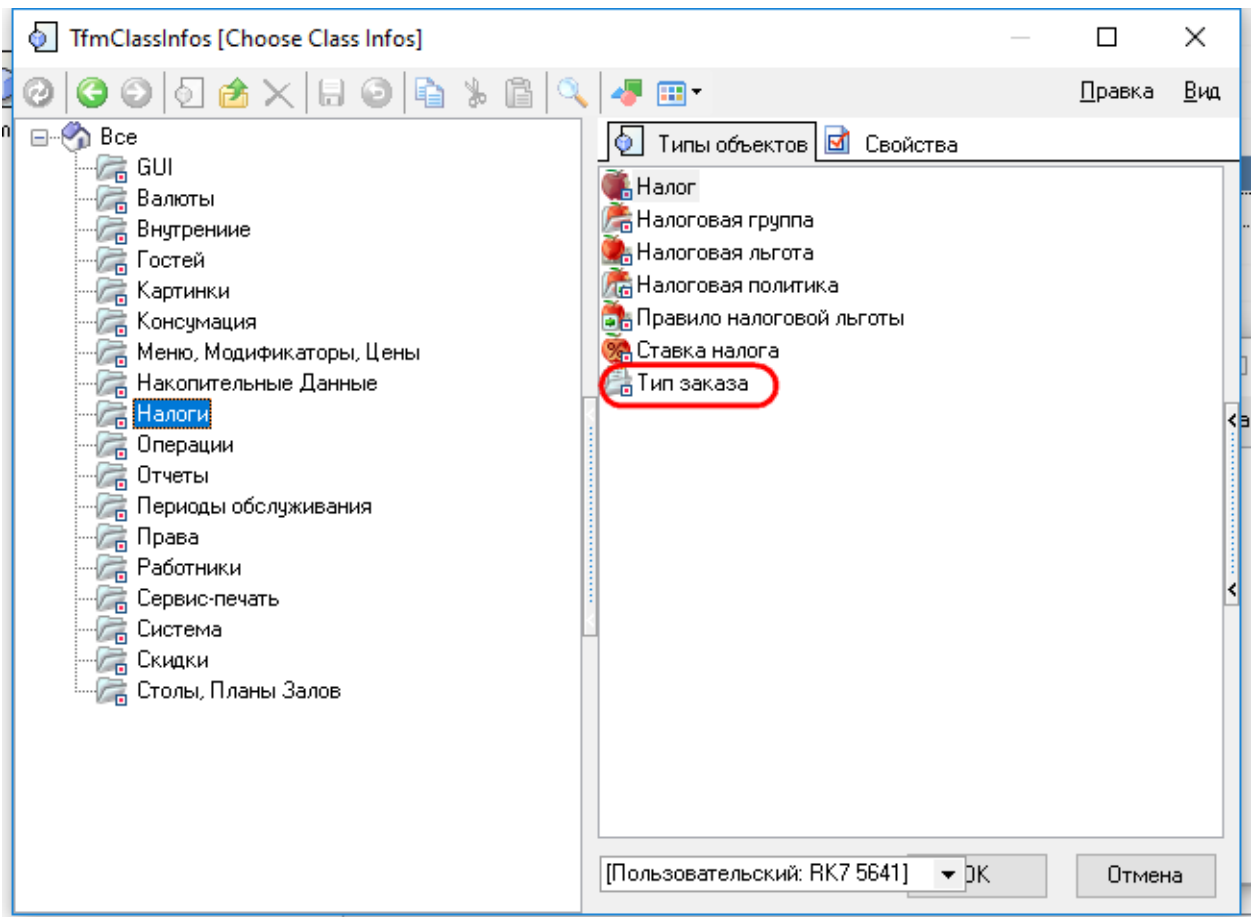 TfmClassInfos [Choose Class Infos]
Правка Вид
Все
GUI
Валюты
Внутрениие
Гостей
Картинки
Консумация
Меню, Модификаторы, Цены
Накопительные Данные
Налоги
Операции
Отчеты
Периоды обслуживания
Права
Работники
Сервис-печать
Система
Скидки
Столы, Планы Залов
Типы объектов Свойства
Налог
Налоговая группа
Налоговая льгота
Налоговая политика
Правило налоговой льготы
Ставка налога
Тип заказа
[Пользовательский: RK7 5641] OK Отмена